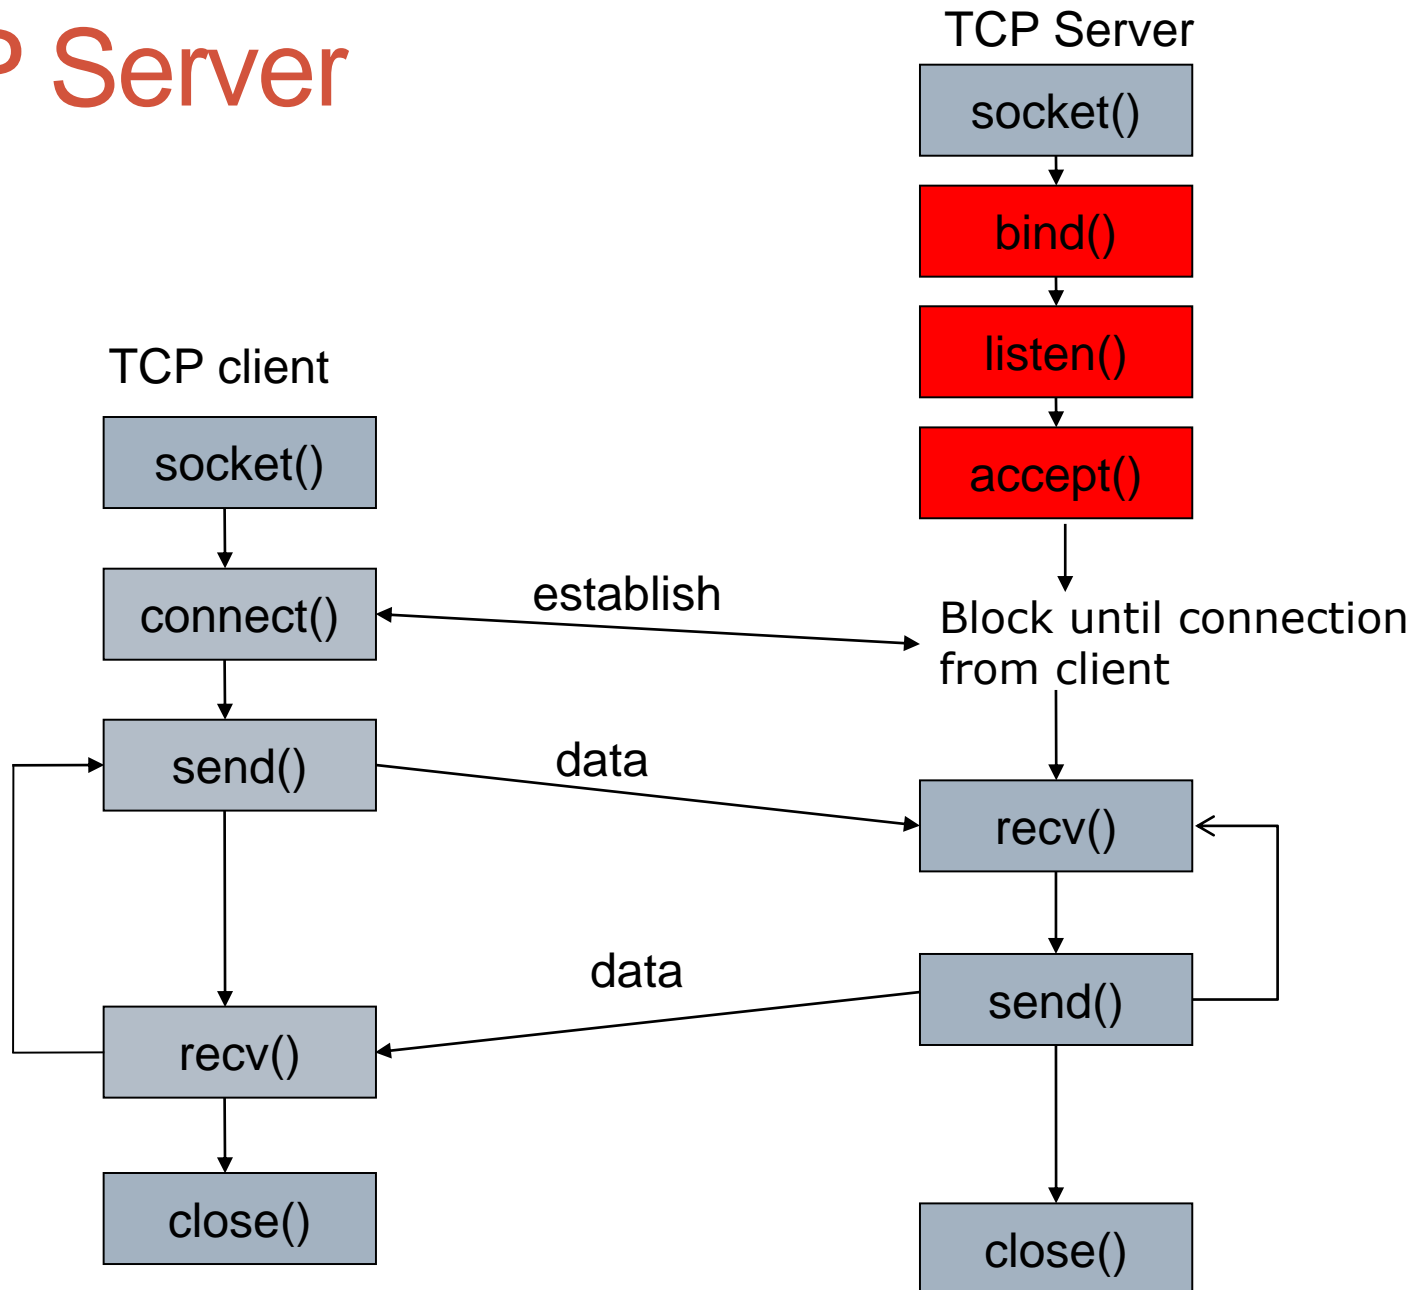 P Server
TCP Server
socket()
bind()
listen()
accept()
Block until connection
from client
recv()
send()
close()
TCP client
socket()
connect()
send()
recv()
close()
establish
data
data